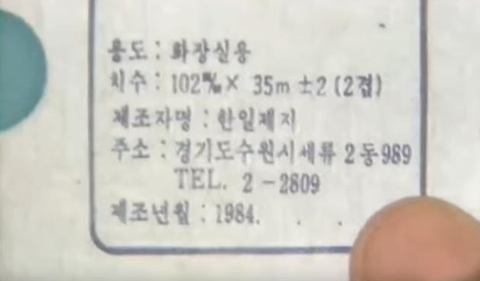 용도 : 화장실용
치수 : 102㎜× 35m ±2 (2겹)
제조자명 : 한일제지
주소 : 경기도수원시세류 2동989
TEL. 2-2809
제조년월 : 1984. . .